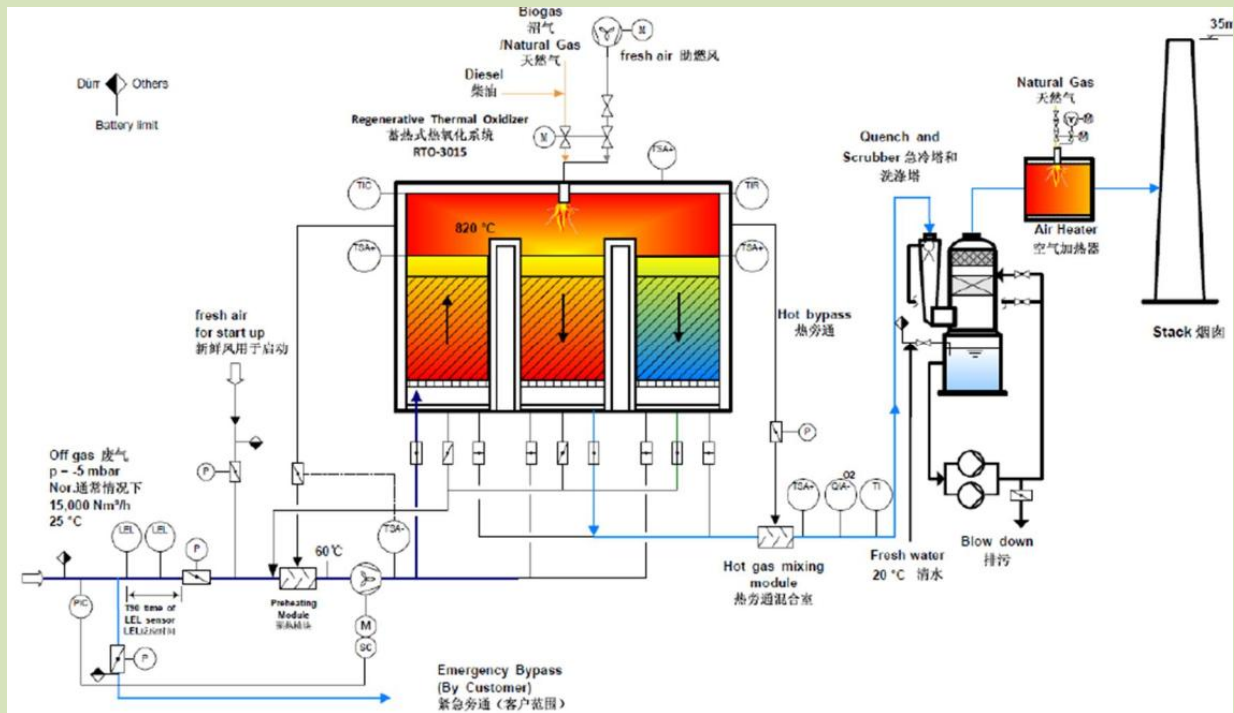 Biogas
沼气
/Natural Gas
天然气
M
fresh air 助燃风
35m
Dürr
Others
Battery limit
Diesel
柴油
Regenerative Thermal Oxidizer
蓄热式热氧化系统
RTO-3015
M
TSA+
Natural Gas
天然气
Quench and
Scrubber 急冷塔和
洗涤塔
TIC
TIR
820 °C
TSA+
TSA+
Air Heater
空气加热器
fresh air
for start up
新鲜风用于启动
Hot bypass
热旁通
Stack 烟囱
P
P
Off gas 废气
p = -5 mbar
Nor.通常情况下
15,000 Nm³/h
25 °C
LEL
LEL
P
60℃
TSA-
TSA+
O2
QIA-
TI
Blow down
排污
Fresh water
20 °C 清水
Hot gas mixing
module
热旁通混合室
PIC
T90 time of
LEL sensor
Preheating
Module
预热模块
M
SC
P
Emergency Bypass
(By Customer)
紧急旁通（客户范围）